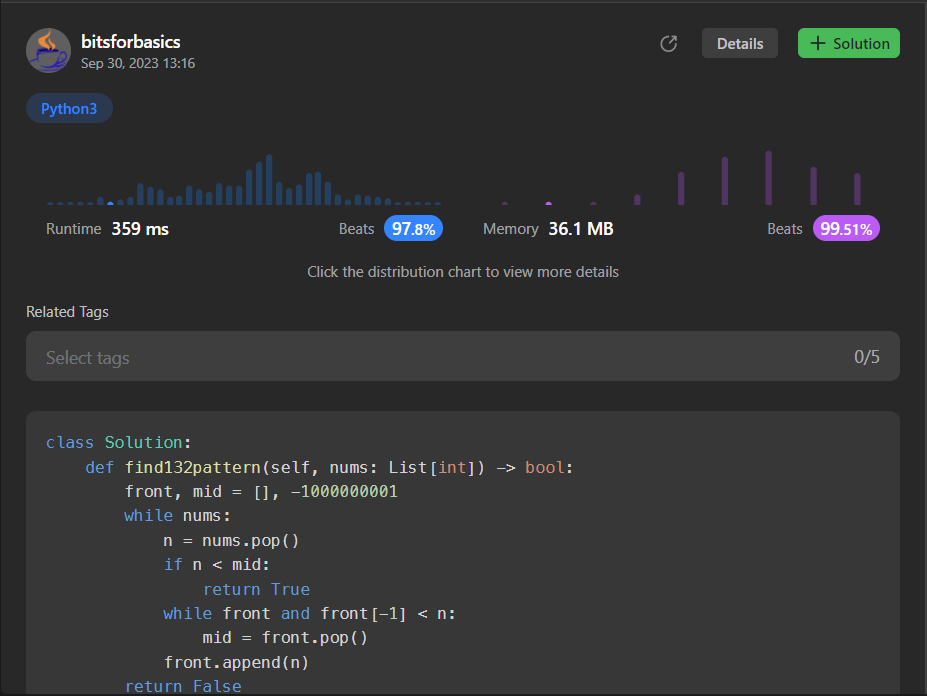 bitsforbasics
Sep 30, 2023 13:16
Details
+ Solution
Python3
Runtime 359 ms
Beats 97.8%
Memory 36.1 MB
Beats 99.51%
Click the distribution chart to view more details
Related Tags
Select tags 0/5
class Solution:
    def find132pattern(self, nums: List[int]) -> bool:
        front, mid = [], -1000000001
        while nums:
            n = nums.pop()
            if n < mid:
                return True
            while front and front[-1] < n:
                mid = front.pop()
            front.append(n)
        return False